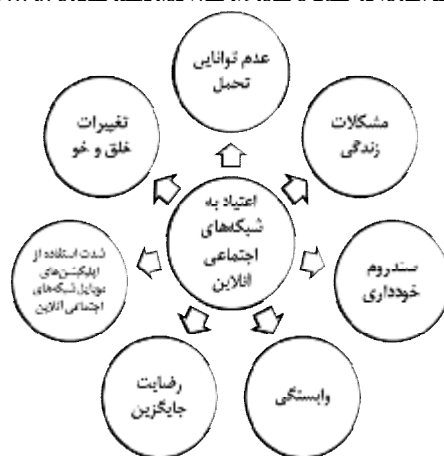 عدم توانایی
تحمل
مشکلات
زندگی
سندروم
خودداری
وابستگی
رضایت
جایگزین
شدت استفاده از
اپلیکیشن‌های
موبایل شبکه‌های
اجتماعی آنلاین
تغییرات
خلق و خو
اعتیاد به
شبکه‌های
اجتماعی
آنلاین